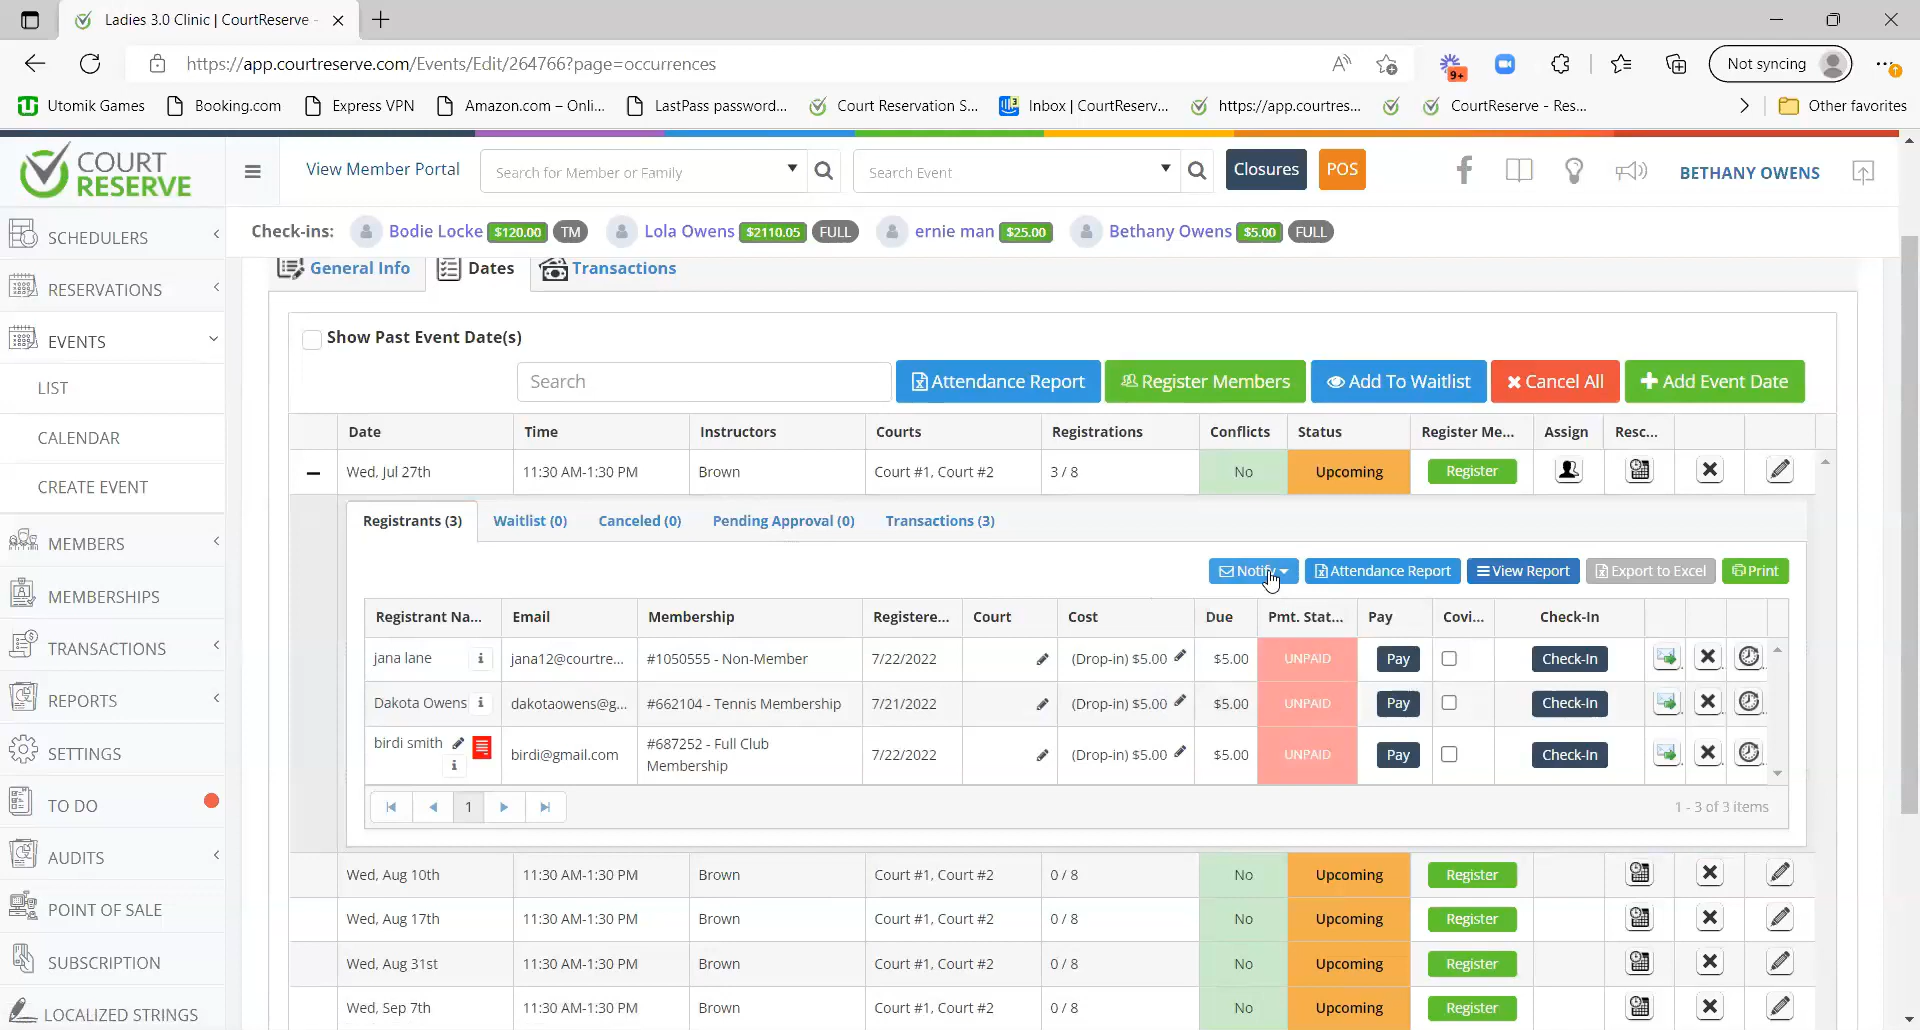 Ladies 3.0 Clinic | CourtReserve -
https://app.courtreserve.com/Events/Edit/264766?page=occurrences
Not syncing
9+
Utomik Games
Booking.com
Express VPN
Amazon.com – Onli...
LastPass password...
Court Reservation S...
Inbox | CourtReserv...
https://app.courtres...
CourtReserve - Res...
Other favorites
COURT
RESERVE
View Member Portal
Search for Member or Family
Search Event
Closures
POS
BETHANY OWENS
Check-ins:
Bodie Locke $120.00 TM
Lola Owens $2110.05 FULL
ernie man $25.00
Bethany Owens $5.00 FULL
SCHEDULERS
RESERVATIONS
EVENTS
LIST
CALENDAR
CREATE EVENT
MEMBERS
MEMBERSHIPS
TRANSACTIONS
REPORTS
SETTINGS
TO DO
AUDITS
POINT OF SALE
SUBSCRIPTION
LOCALIZED STRINGS
General Info
Dates
Transactions
Show Past Event Date(s)
Search
Attendance Report
Register Members
Add To Waitlist
Cancel All
Add Event Date
Date Time Instructors Courts Registrations Conflicts Status Register Me... Assign Resc...
Wed, Jul 27th 11:30 AM-1:30 PM Brown Court #1, Court #2 3 / 8 No Upcoming Register
Registrants (3) Waitlist (0) Canceled (0) Pending Approval (0) Transactions (3)
Notify Attendance Report View Report Export to Excel Print
Registrant Na... Email Membership Registere... Court Cost Due Pmt. Stat... Pay Covi... Check-In
jana lane i jana12@courtre... #1050555 - Non-Member 7/22/2022 (Drop-in) $5.00 $5.00 UNPAID Pay Check-In
Dakota Owens i dakotaowens@g... #662104 - Tennis Membership 7/21/2022 (Drop-in) $5.00 $5.00 UNPAID Pay Check-In
birdi smith i birdi@gmail.com #687252 - Full Club
Membership 7/22/2022 (Drop-in) $5.00 $5.00 UNPAID Pay Check-In
1
1 - 3 of 3 items
Wed, Aug 10th 11:30 AM-1:30 PM Brown Court #1, Court #2 0 / 8 No Upcoming Register
Wed, Aug 17th 11:30 AM-1:30 PM Brown Court #1, Court #2 0 / 8 No Upcoming Register
Wed, Aug 31st 11:30 AM-1:30 PM Brown Court #1, Court #2 0 / 8 No Upcoming Register
Wed, Sep 7th 11:30 AM-1:30 PM Brown Court #1, Court #2 0 / 8 No Upcoming Register